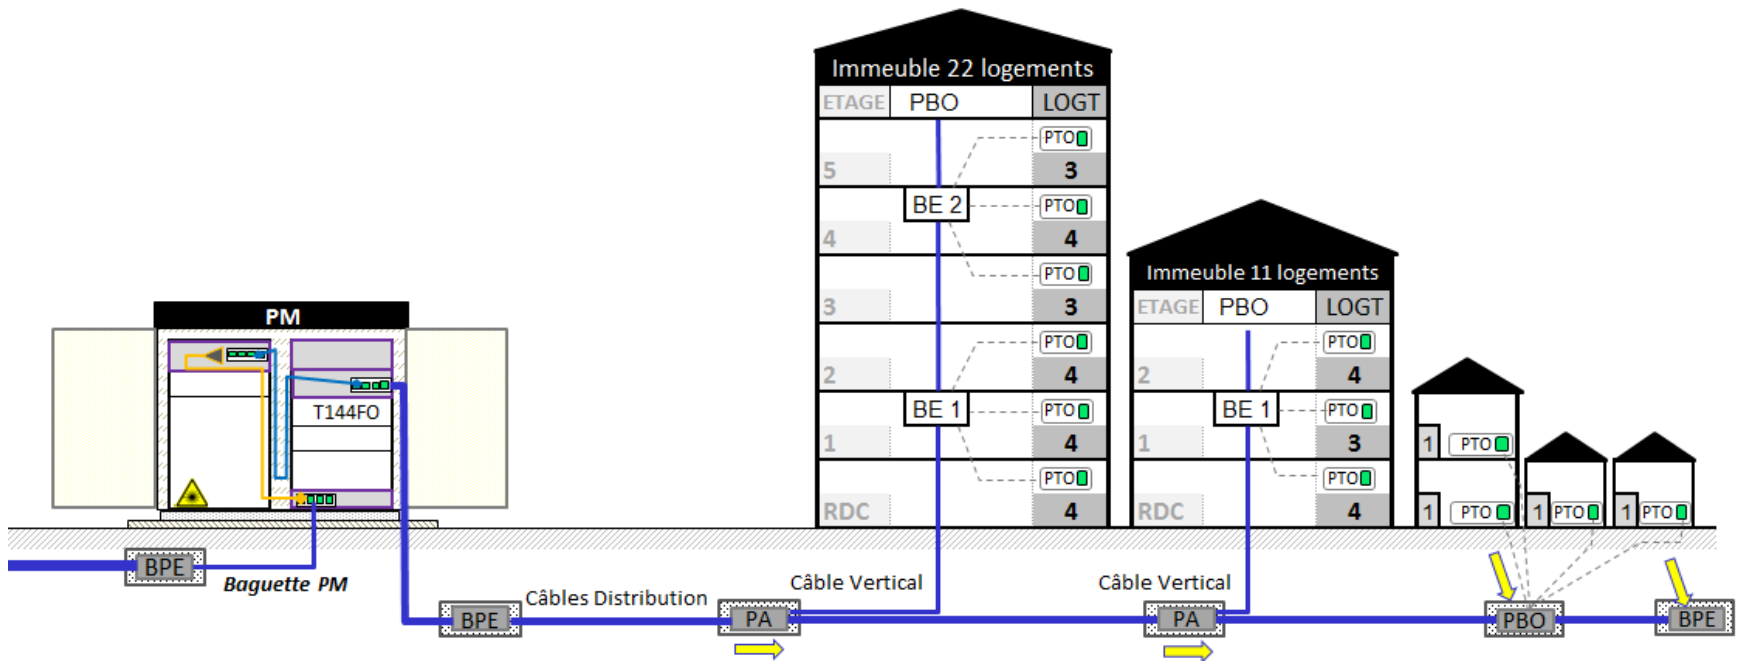 Immeuble 22 logements
ETAGE PBO LOGT
PTO
5 3
BE 2 PTO
4 4
PTO
3 3
PTO
2 4
BE 1 PTO
1 4
PTO
RDC 4
Immeuble 11 logements
ETAGE PBO LOGT
PTO
2 4
BE 1 PTO
1 3
PTO
RDC 4
1 PTO
1 PTO
1 PTO
1 PTO
PM
T144FO
BPE
Baguette PM
BPE
Câbles Distribution
PA
Câble Vertical
PA
Câble Vertical
PBO
BPE